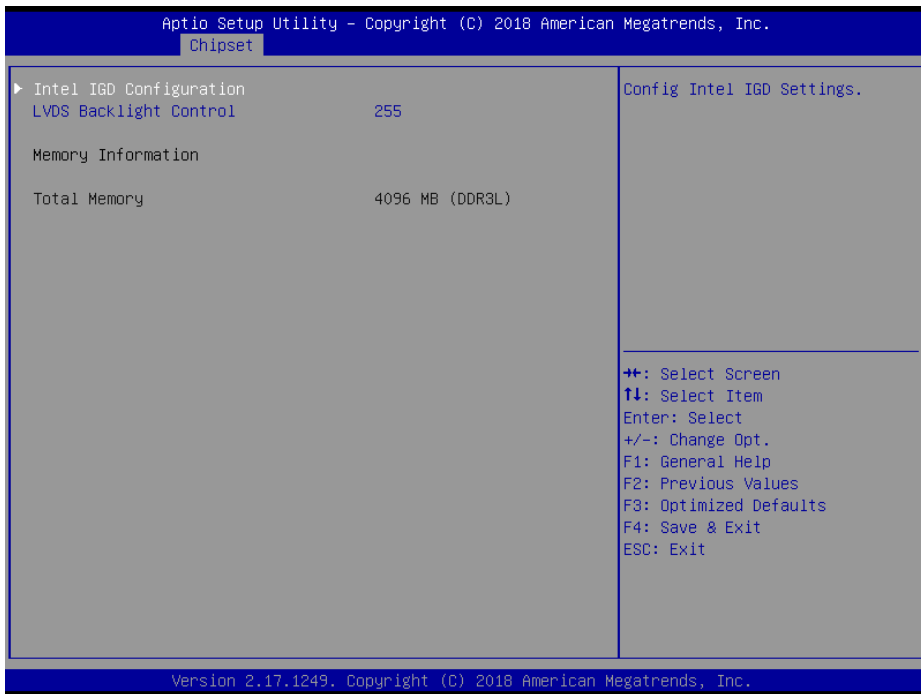 Aptio Setup Utility – Copyright (C) 2018 American Megatrends, Inc.
Chipset
▶ Intel IGD Configuration
LVDS Backlight Control 255
Memory Information
Total Memory 4096 MB (DDR3L)
Config Intel IGD Settings.
→←: Select Screen
↑↓: Select Item
Enter: Select
+/-: Change Opt.
F1: General Help
F2: Previous Values
F3: Optimized Defaults
F4: Save & Exit
ESC: Exit
Version 2.17.1249. Copyright (C) 2018 American Megatrends, Inc.